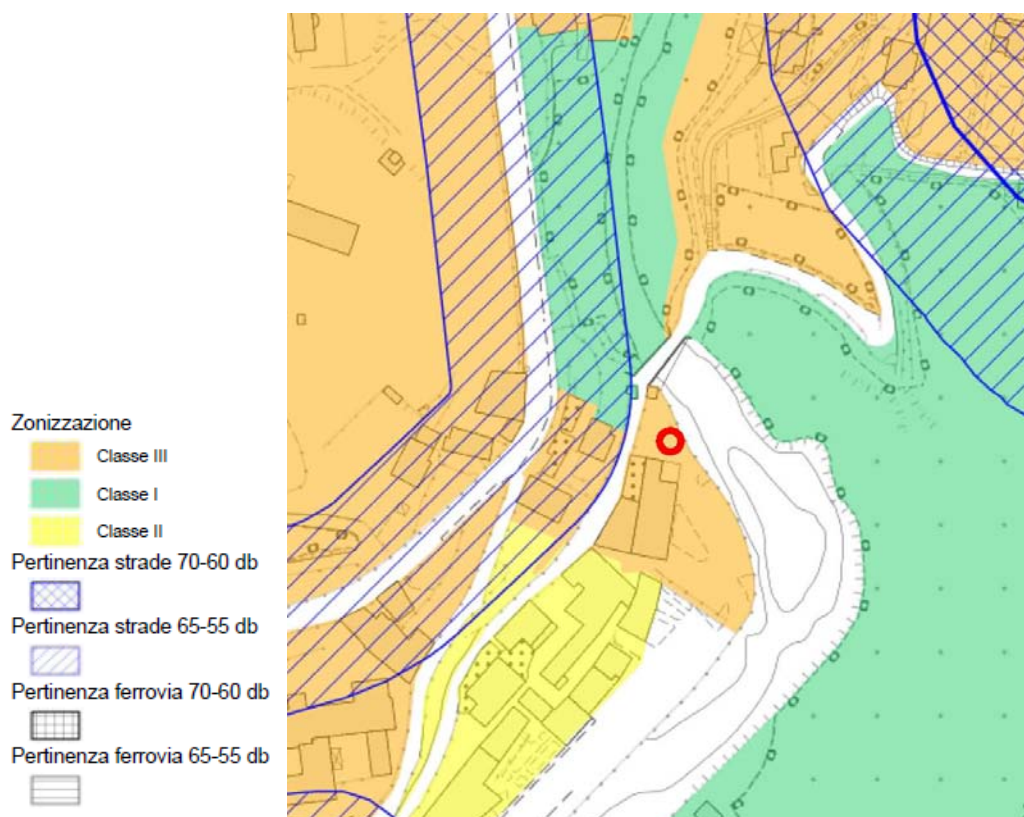 Zonizzazione
Classe III
Classe I
Classe II
Pertinenza strade 70-60 db
Pertinenza strade 65-55 db
Pertinenza ferrovia 70-60 db
Pertinenza ferrovia 65-55 db